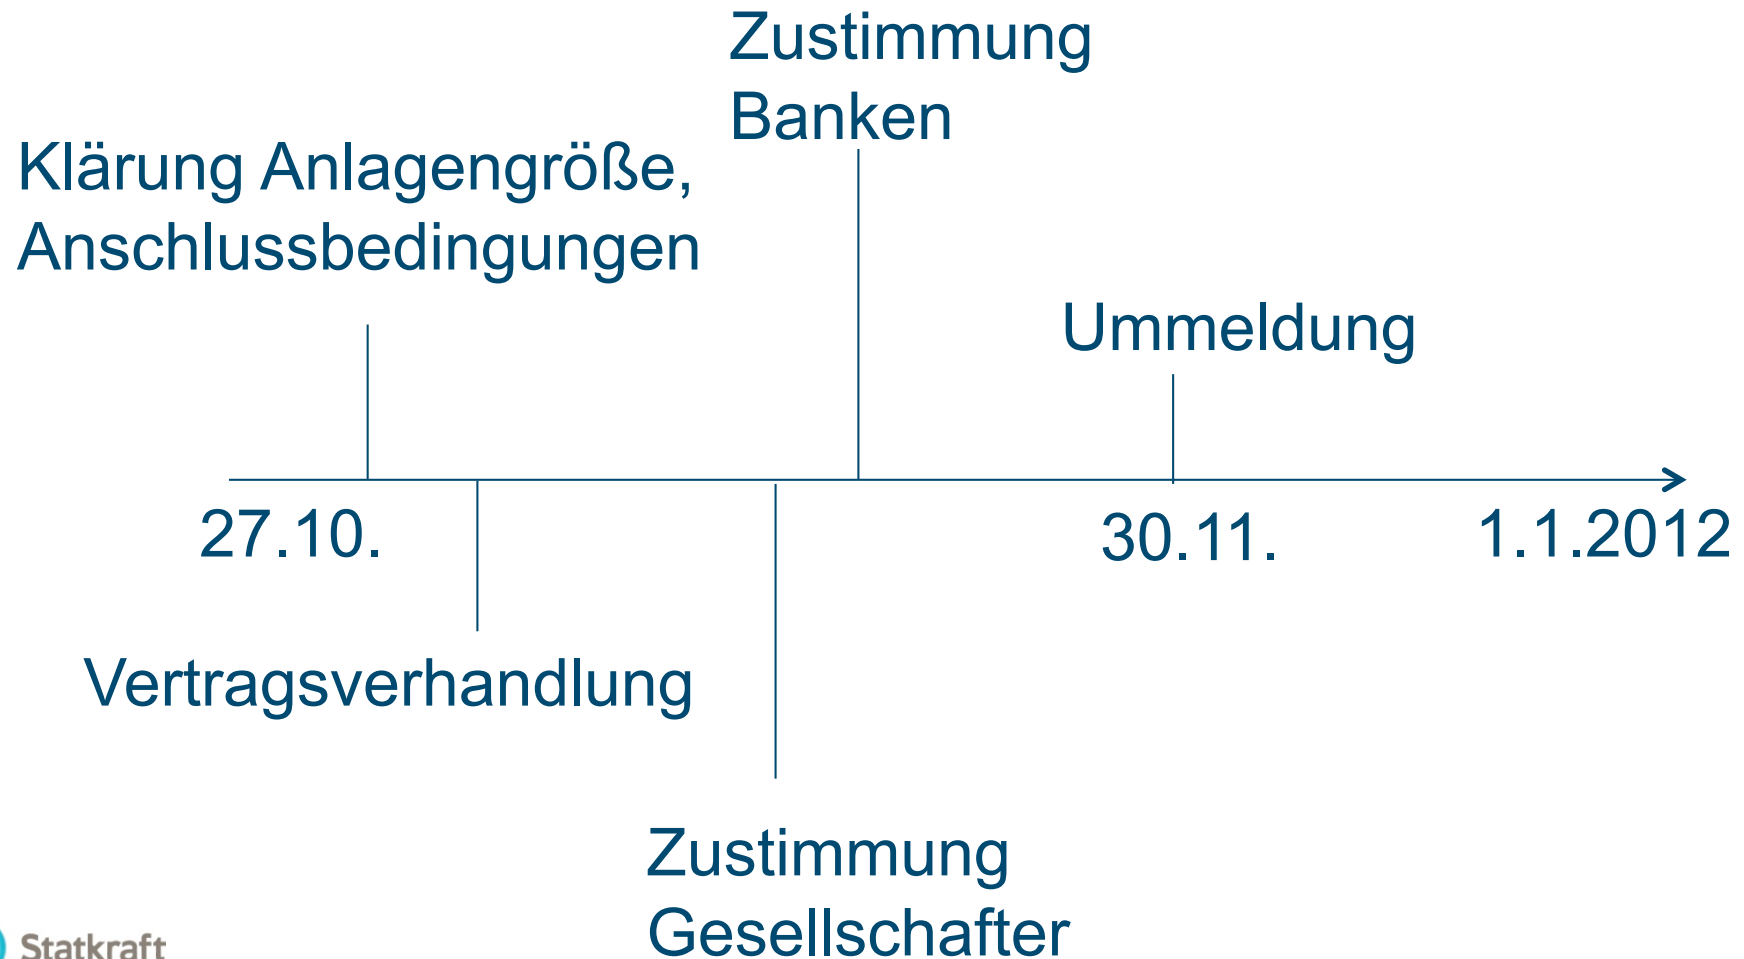 Zustimmung
Banken
Klärung Anlagengröße,
Anschlussbedingungen
Ummeldung
27.10.
30.11.
1.1.2012
Vertragsverhandlung
Zustimmung
Gesellschafter
Statkraft